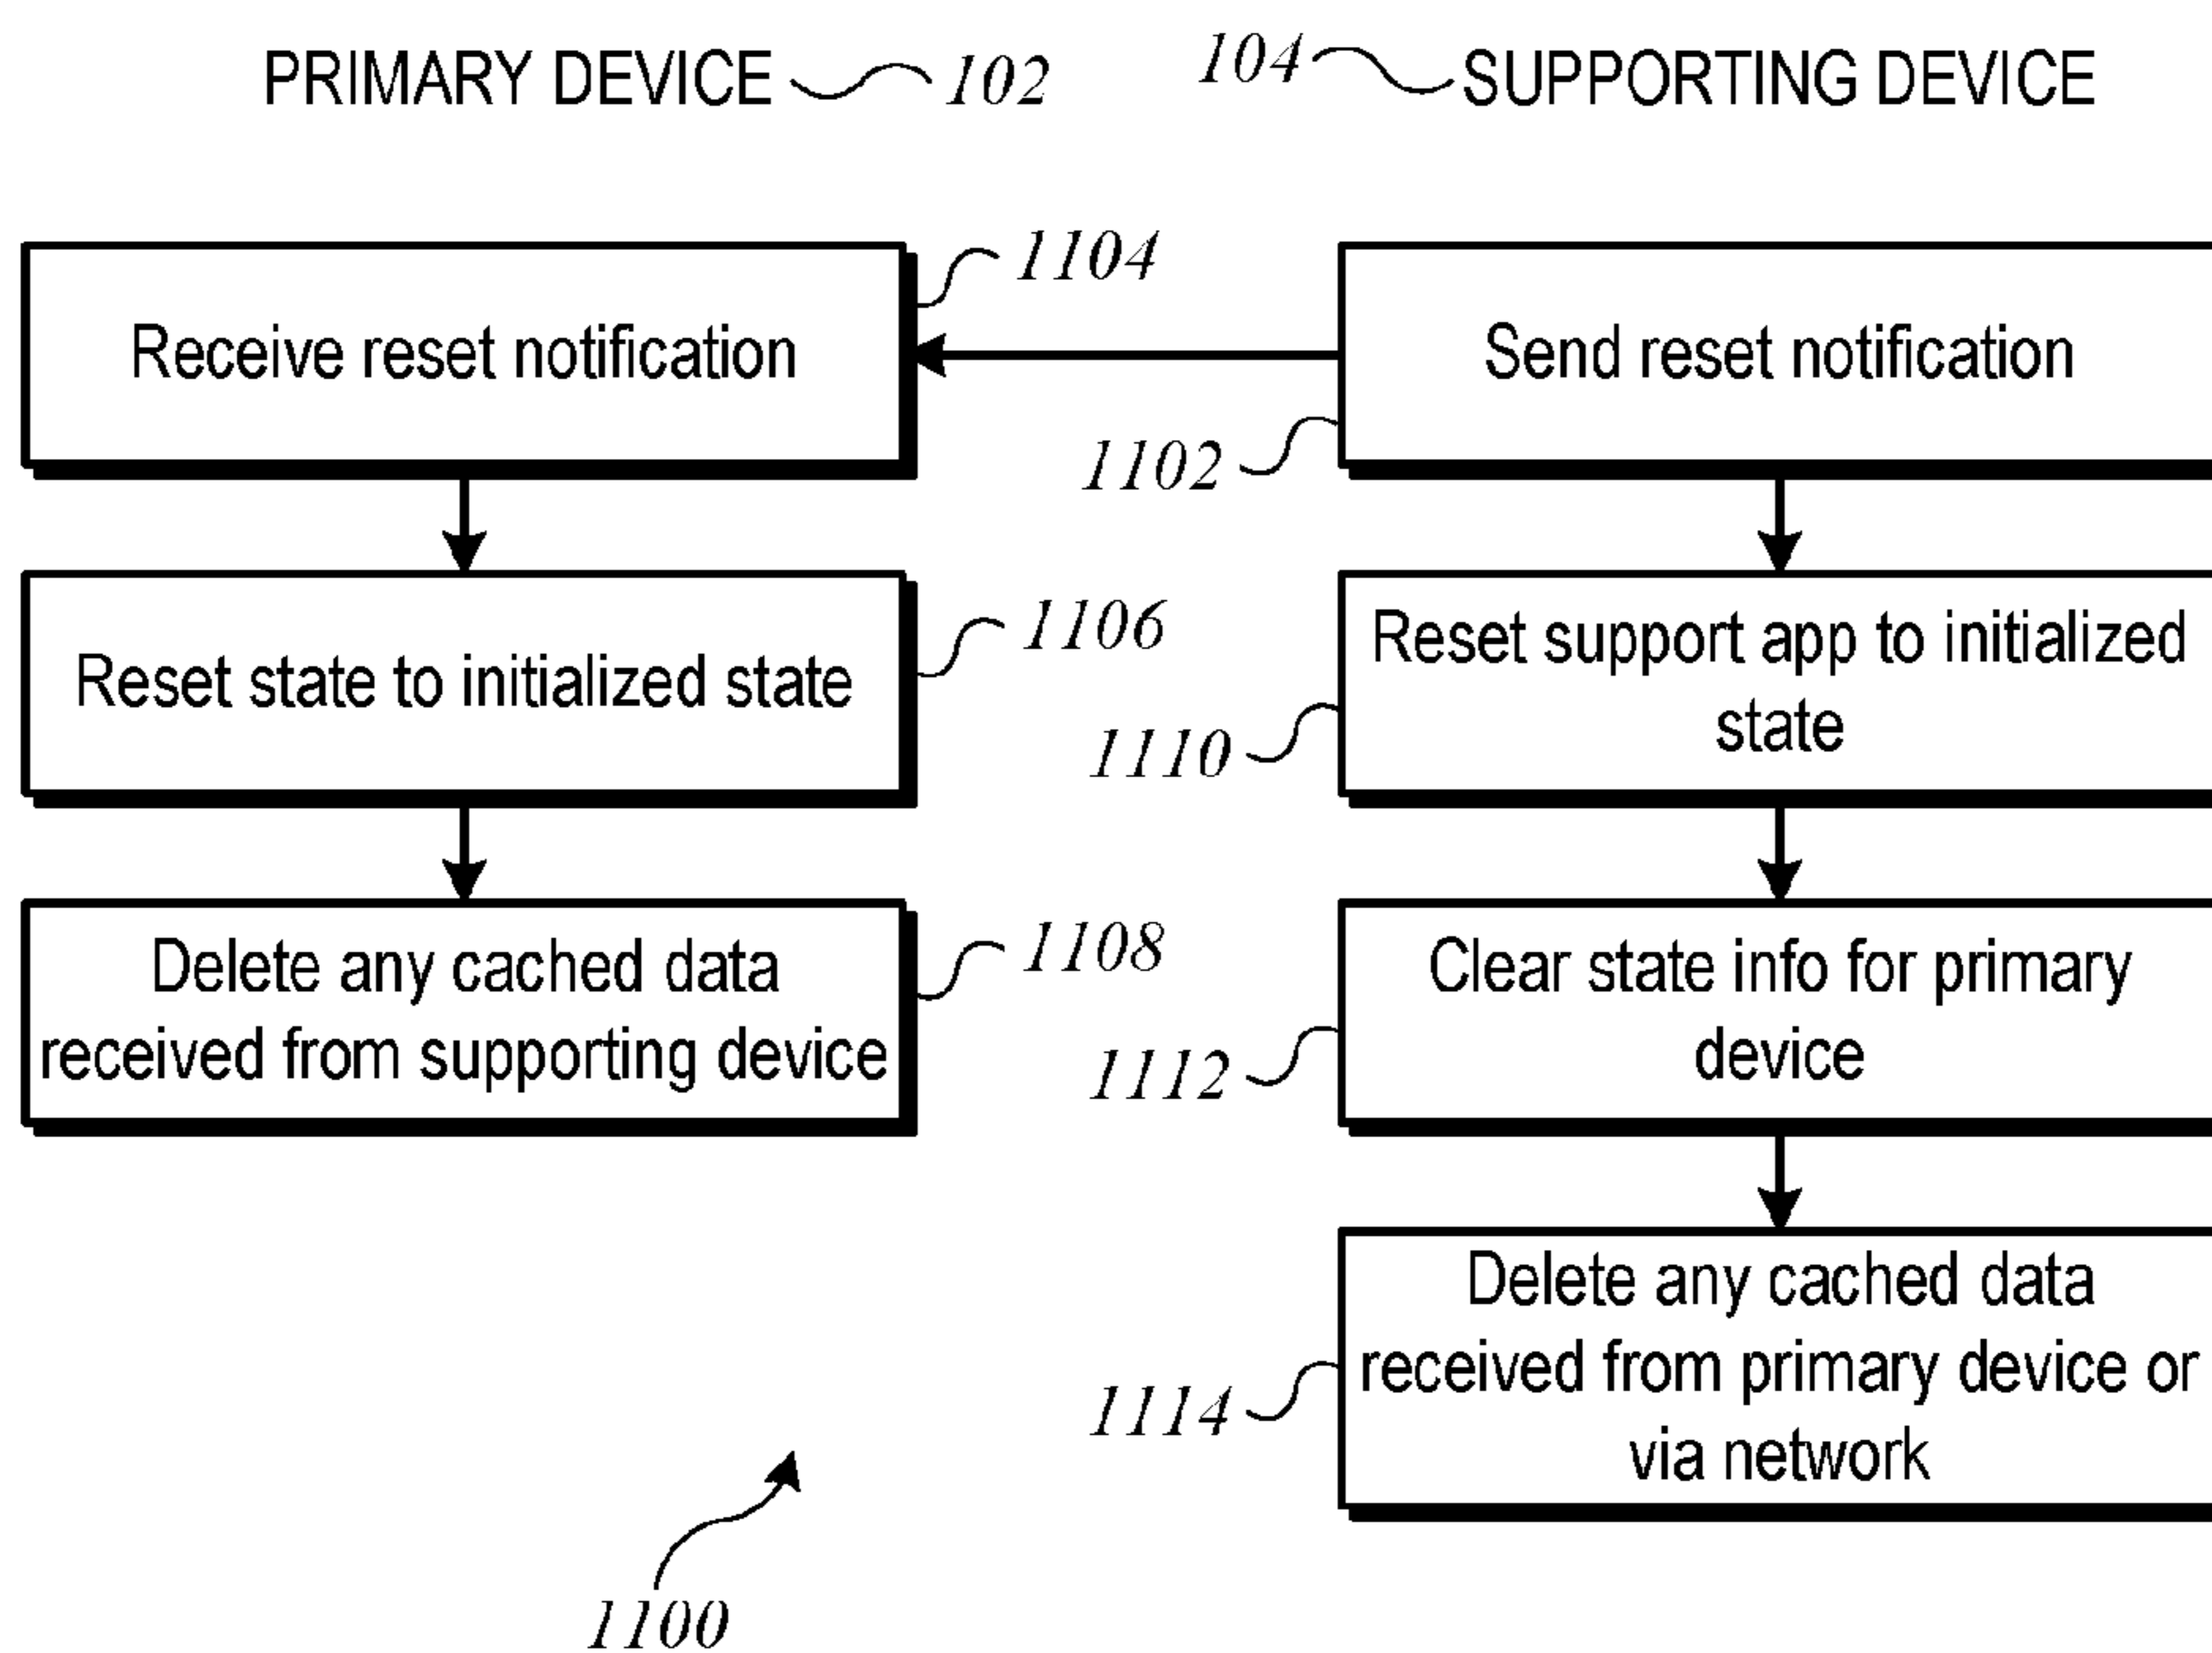 PRIMARY DEVICE 102
104 SUPPORTING DEVICE
Receive reset notification
1104
Send reset notification
1102
Reset state to initialized state
1106
Reset support app to initialized
state
1110
Delete any cached data
received from supporting device
1108
Clear state info for primary
device
1112
Delete any cached data
received from primary device or
via network
1114
1100